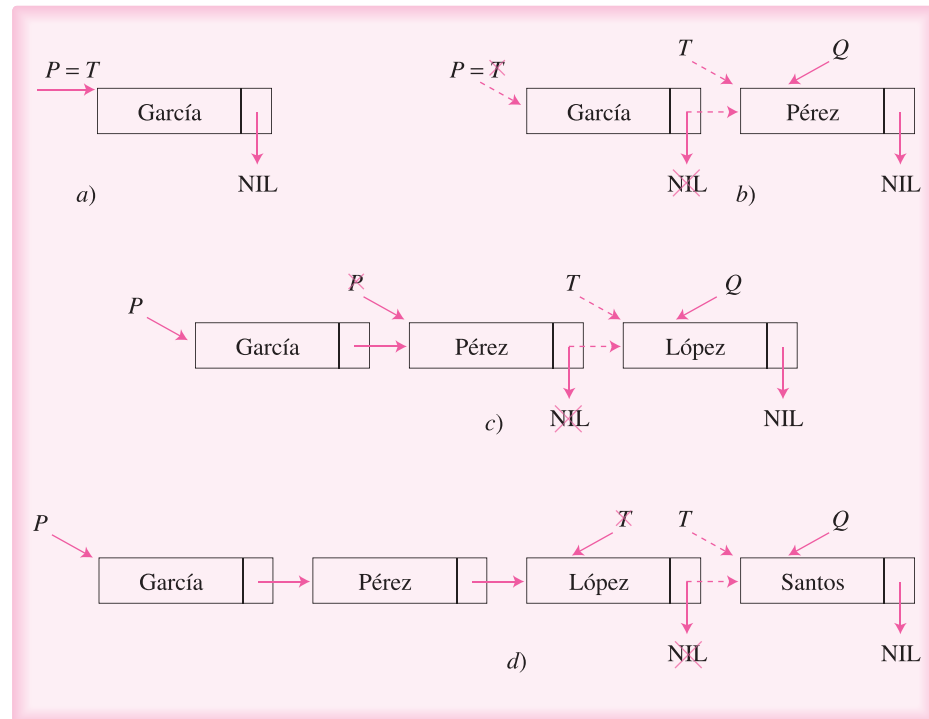 P = T
García
NIL
a)
P = T
T
Q
García
Pérez
NIL
NIL
b)
P
P
T
Q
García
Pérez
López
NIL
NIL
c)
P
T
T
Q
García
Pérez
López
Santos
NIL
NIL
d)